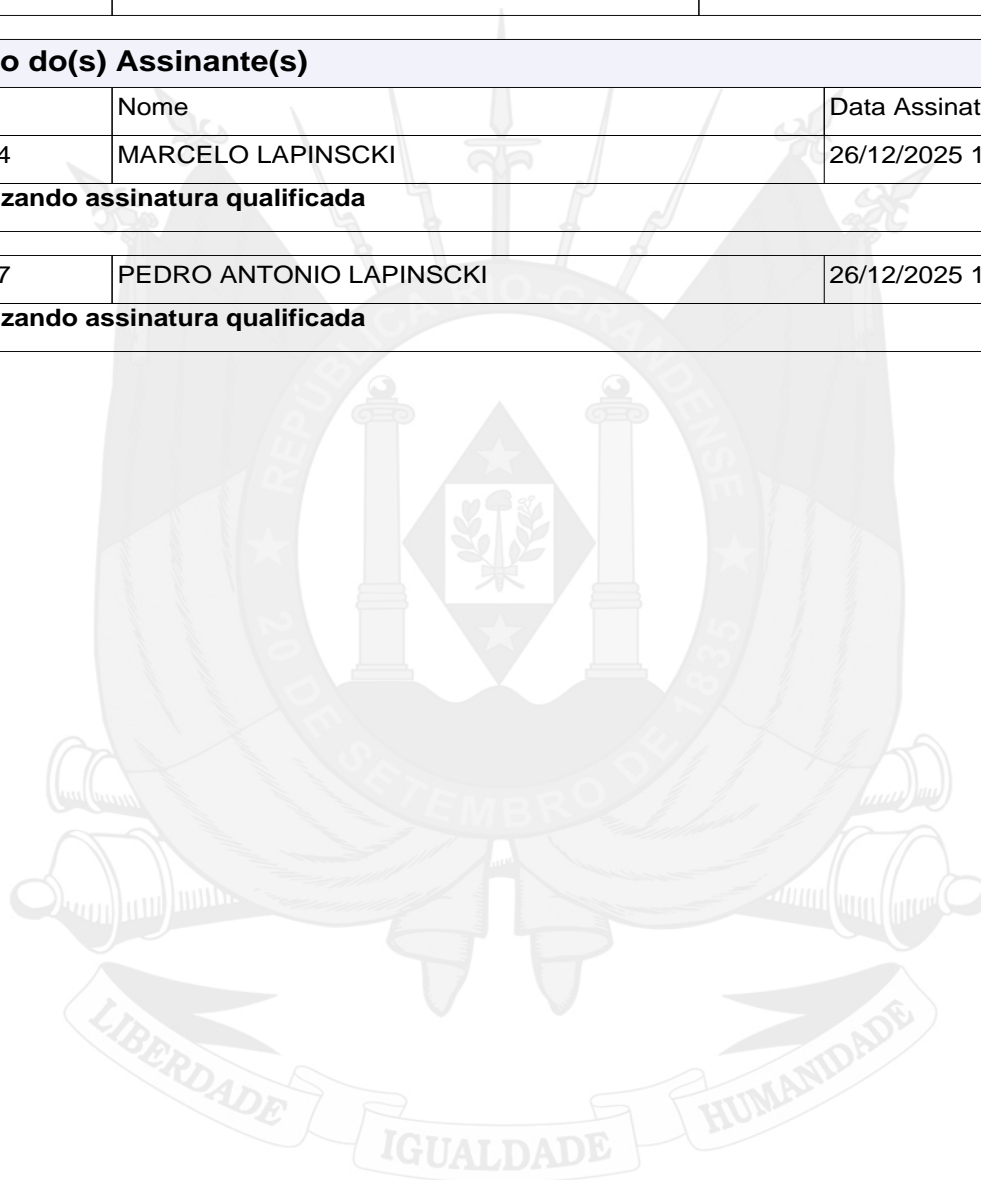 o do(s) Assinante(s)
Nome Data Assinat
4 MARCELO LAPINSCKI 26/12/2025 1
zando assinatura qualificada
7 PEDRO ANTONIO LAPINSCKI 26/12/2025 1
zando assinatura qualificada
REPÚBLICA RIO-GRANDENSE
20 DE SETEMBRO DE 1835
LIBERDADE
IGUALDADE
HUMANIDADE